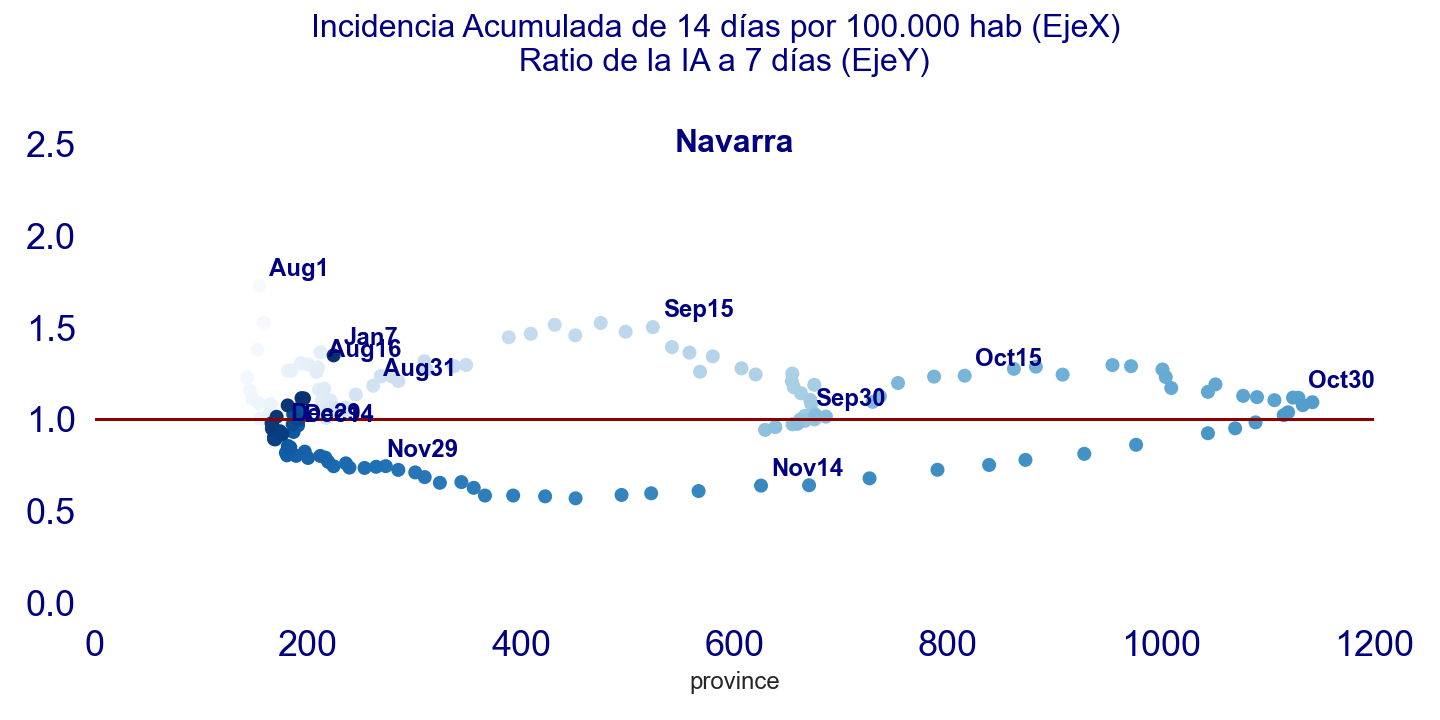 Incidencia Acumulada de 14 días por 100.000 hab (EjeX)
Ratio de la IA a 7 días (EjeY)
Navarra
2.5
2.0
1.5
1.0
0.5
0.0
Aug1
Sep15
Jan7
Aug16
Aug31
Oct15
Oct30
Sep30
Dec29
Dec14
Nov29
Nov14
0
200
400
600
800
1000
1200
province